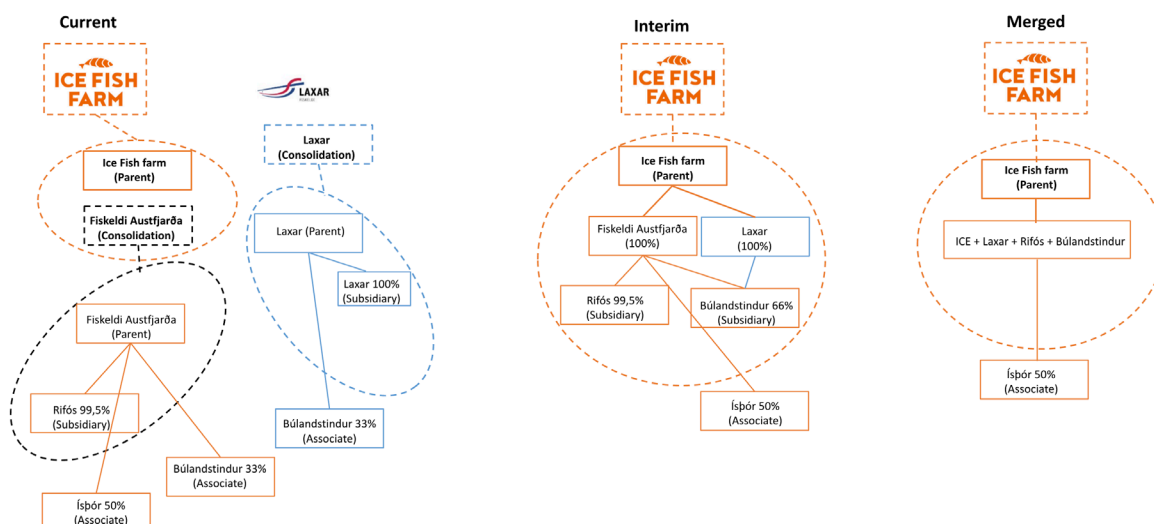 Current
ICE FISH
FARM
LAXAR
Ice Fish farm
(Parent)
Fiskeldi Austfjarða
(Consolidation)
Laxar
(Consolidation)
Laxar (Parent)
Laxar 100%
(Subsidiary)
Fiskeldi Austfjarða
(Parent)
Rifós 99,5%
(Subsidiary)
Búlandstindur 33%
(Associate)
Búlandstindur 33%
(Associate)
Ísþór 50%
(Associate)
Interim
ICE FISH
FARM
Ice Fish farm
(Parent)
Fiskeldi Austfjarða
(100%)
Laxar
(100%)
Rifós 99,5%
(Subsidiary)
Búlandstindur 66%
(Subsidiary)
Ísþór 50%
(Associate)
Merged
ICE FISH
FARM
Ice Fish farm
(Parent)
ICE + Laxar + Rifós + Búlandstindur
Ísþór 50%
(Associate)